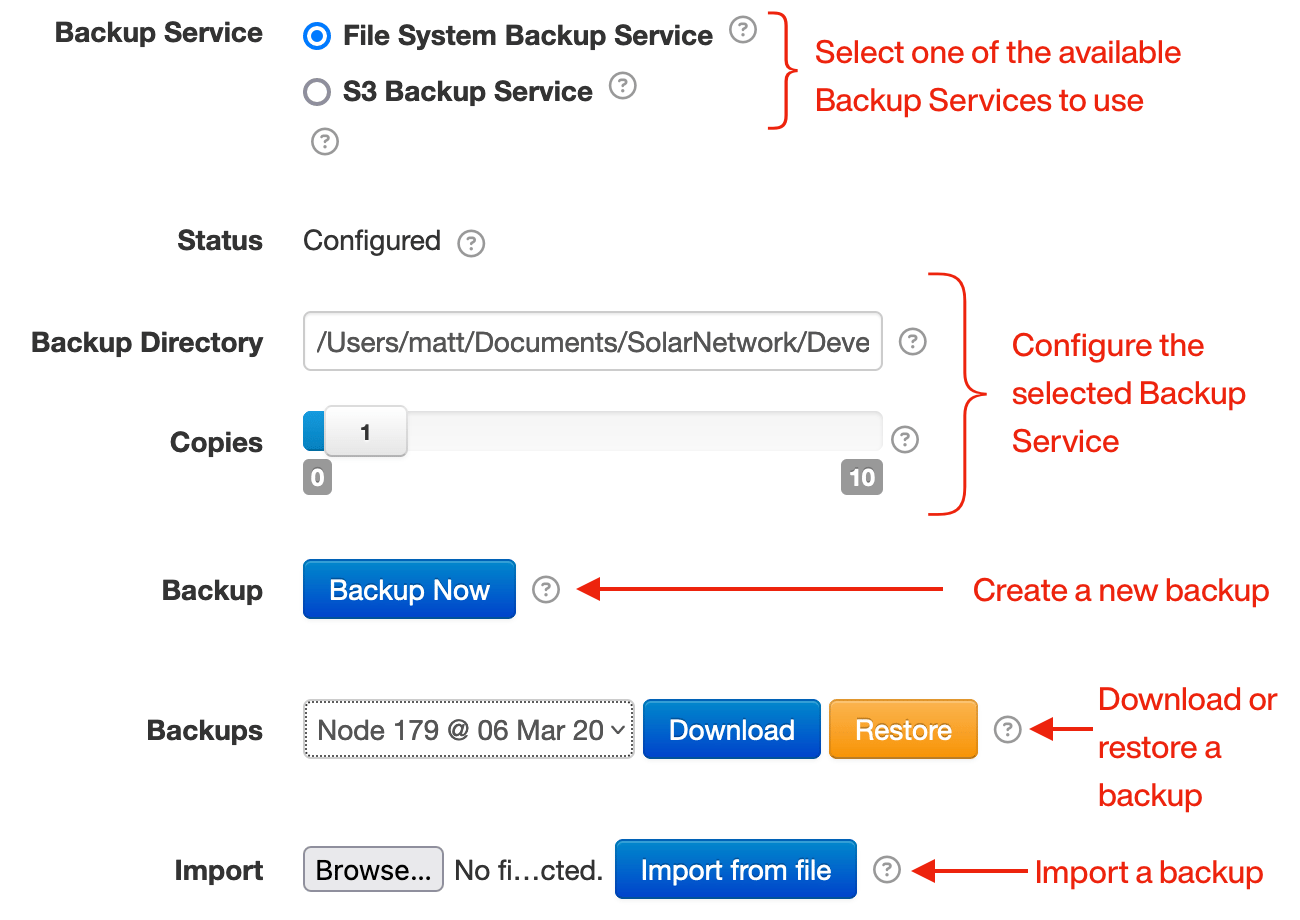 Backup Service
File System Backup Service ?
Select one of the available
S3 Backup Service ?
Backup Services to use
?
Status Configured ?
Backup Directory /Users/matt/Documents/SolarNetwork/Deve ?
Configure the
selected Backup
Service
Copies 1 ?
0 10
Backup Backup Now ? Create a new backup
Backups Node 179 @ 06 Mar 20 Download Restore ?
Download or
restore a
backup
Import Browse... No fi...cted. Import from file ? Import a backup